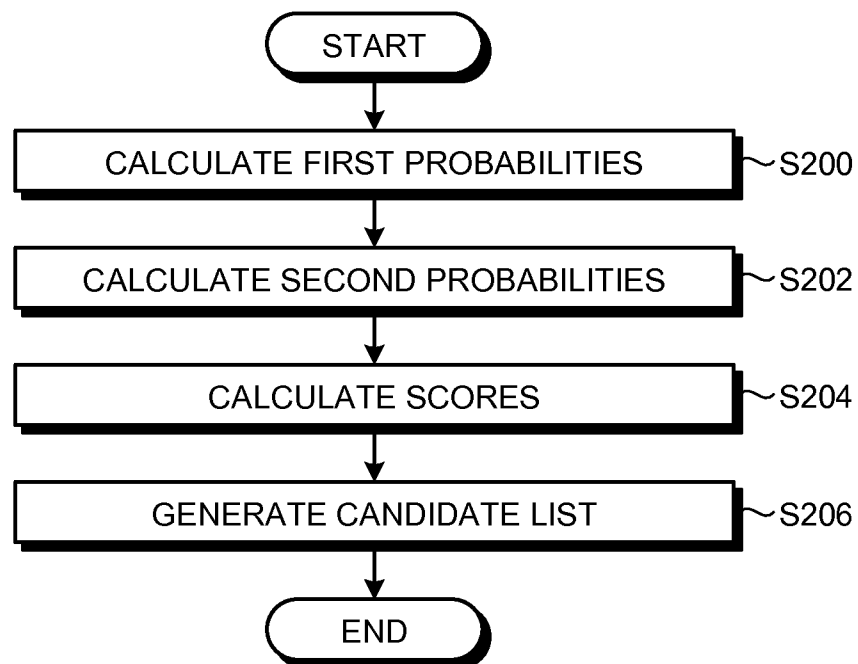 START
CALCULATE FIRST PROBABILITIES S200
CALCULATE SECOND PROBABILITIES S202
CALCULATE SCORES S204
GENERATE CANDIDATE LIST S206
END